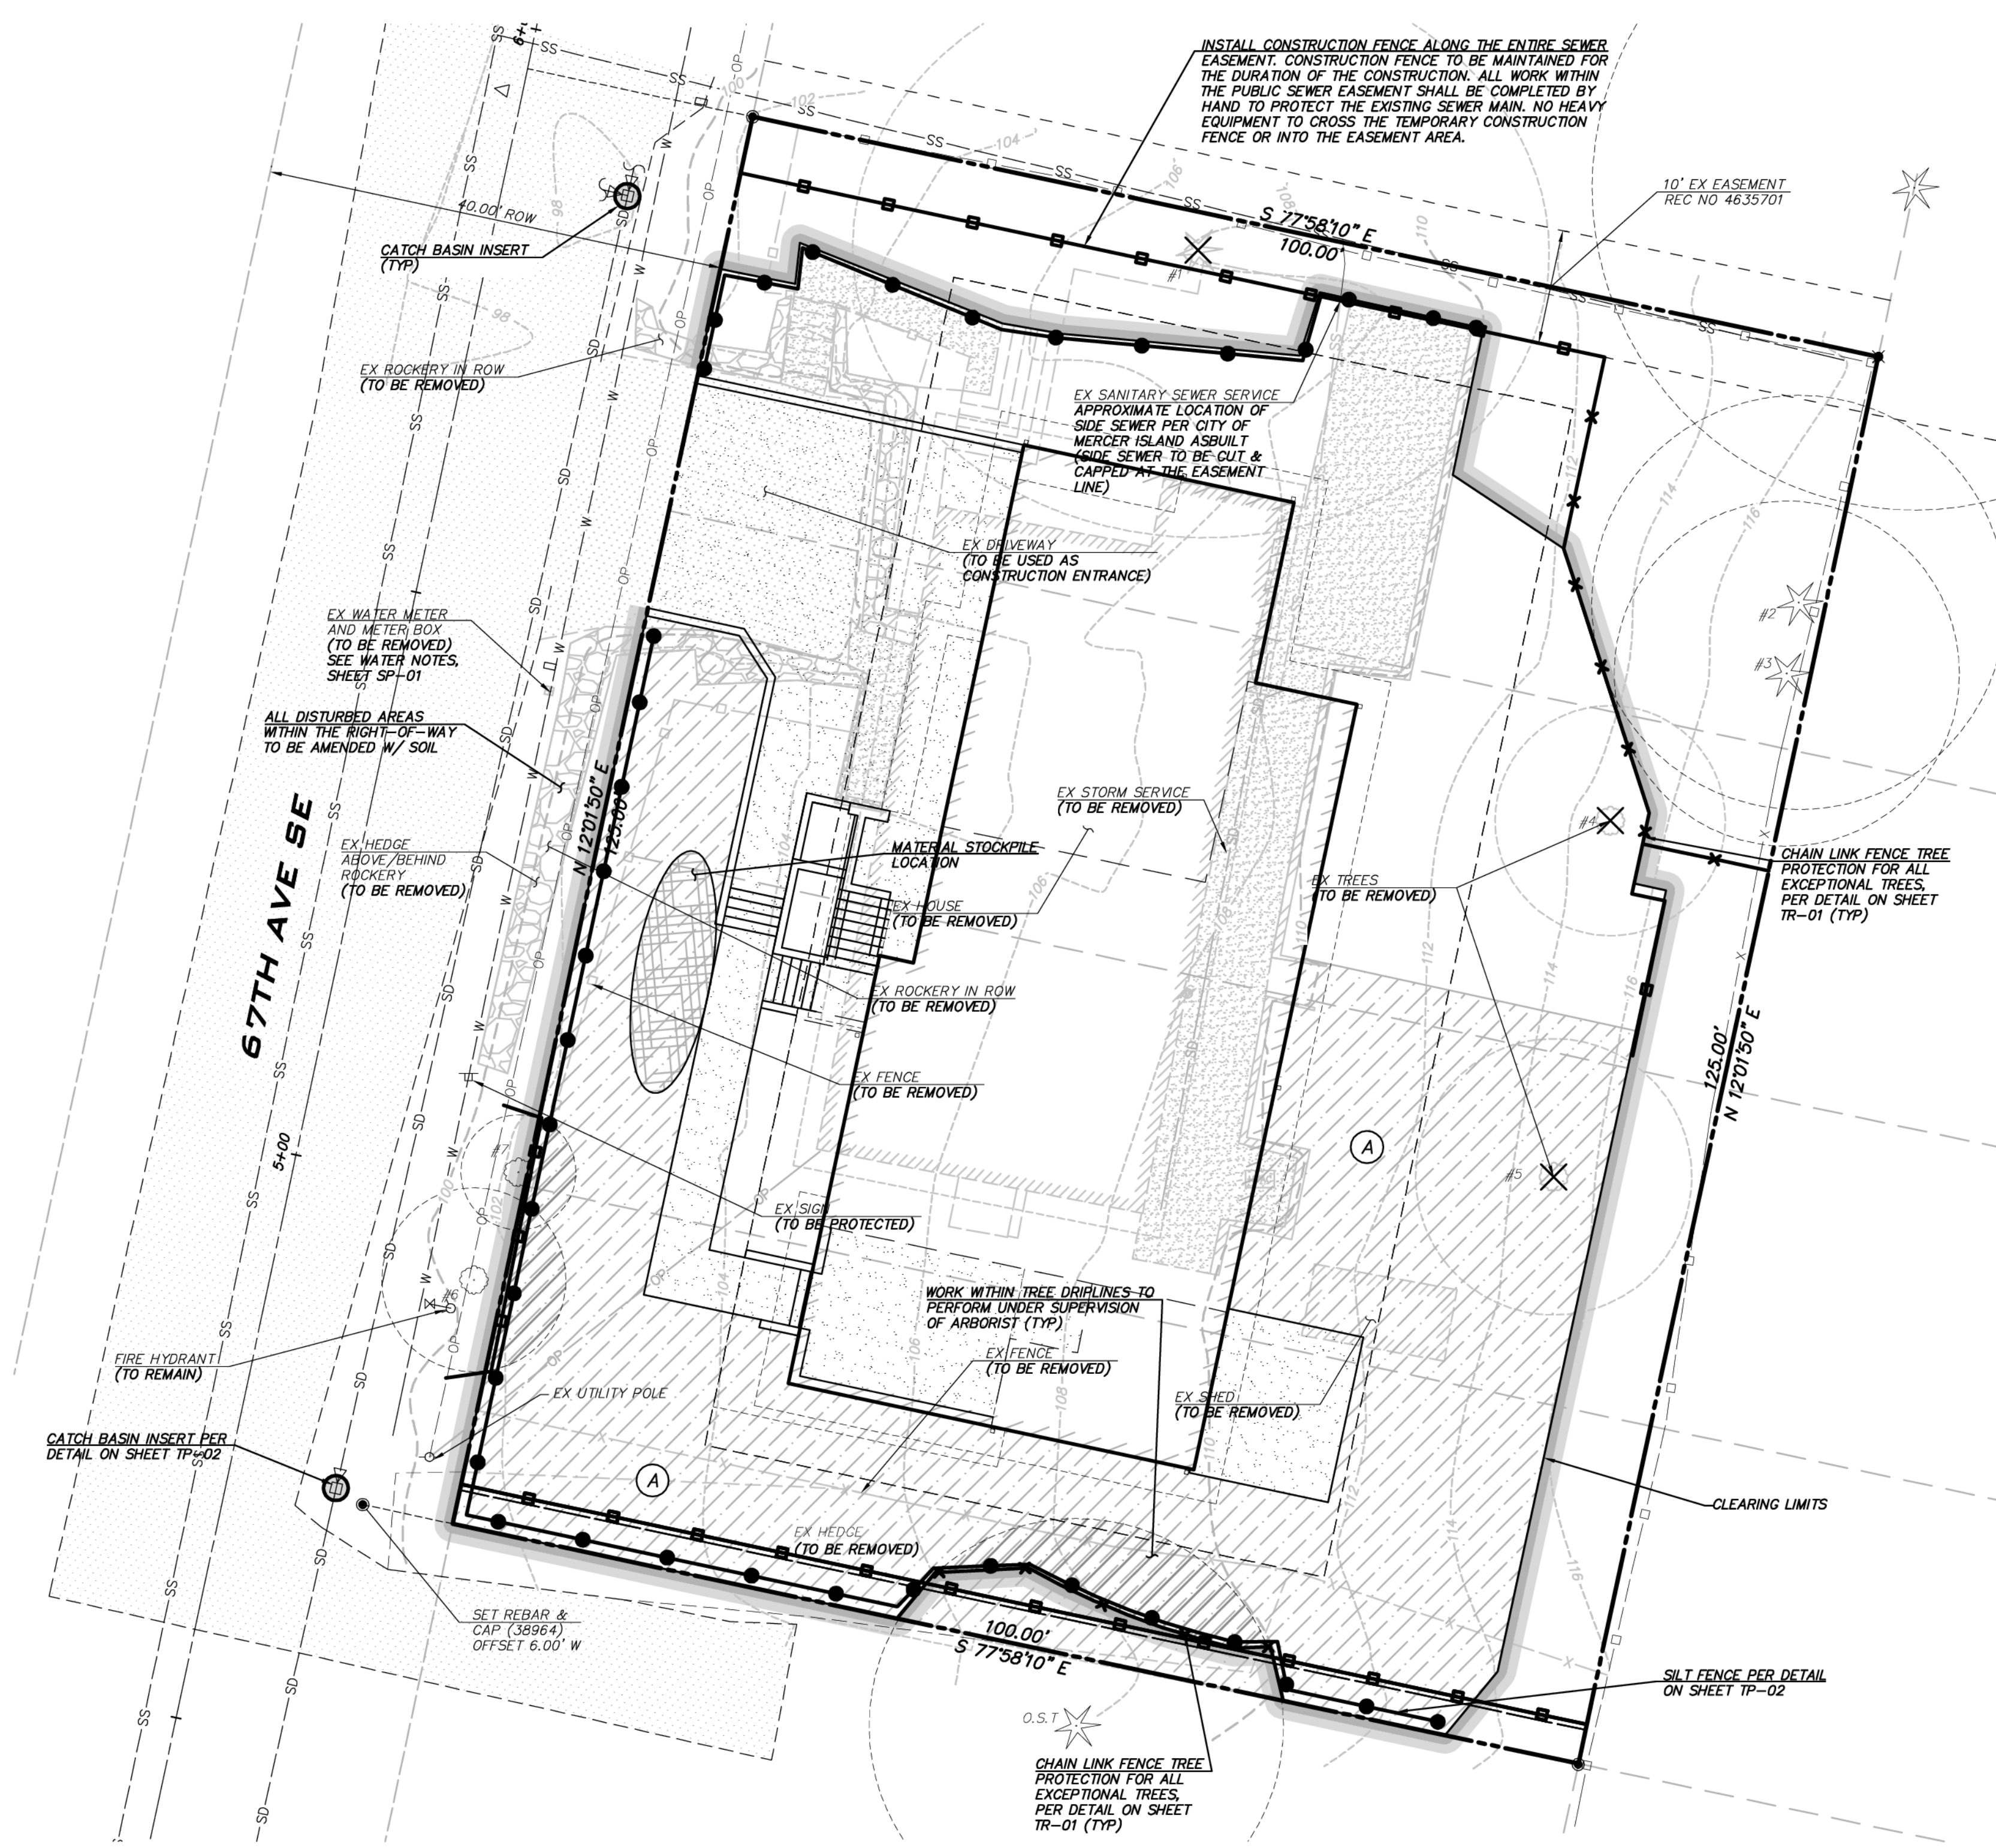 INSTALL CONSTRUCTION FENCE ALONG THE ENTIRE SEWER
EASEMENT. CONSTRUCTION FENCE TO BE MAINTAINED FOR
THE DURATION OF THE CONSTRUCTION. ALL WORK WITHIN
THE PUBLIC SEWER EASEMENT SHALL BE COMPLETED BY
HAND TO PROTECT THE EXISTING SEWER MAIN. NO HEAVY
EQUIPMENT TO CROSS THE TEMPORARY CONSTRUCTION
FENCE OR INTO THE EASEMENT AREA.
10' EX EASEMENT
REC NO 4635701
40.00' ROW
S 77°58'10" E
100.00'
CATCH BASIN INSERT
(TYP)
#1
EX ROCKERY IN ROW
(TO BE REMOVED)
EX SANITARY SEWER SERVICE
APPROXIMATE LOCATION OF
SIDE SEWER PER CITY OF
MERCER ISLAND ASBUILT
(SIDE SEWER TO BE CUT &
CAPPED AT THE EASEMENT
LINE)
EX DRIVEWAY
(TO BE USED AS
CONSTRUCTION ENTRANCE)
EX WATER METER
AND METER BOX
(TO BE REMOVED)
SEE WATER NOTES,
SHEET SP-01
#2
#3
ALL DISTURBED AREAS
WITHIN THE RIGHT-OF-WAY
TO BE AMENDED W/ SOIL
N 12°01'50" E
125.00'
EX STORM SERVICE
(TO BE REMOVED)
67TH AVE SE
EX HEDGE
ABOVE/BEHIND
ROCKERY
(TO BE REMOVED)
MATERIAL STOCKPILE
LOCATION
#4
CHAIN LINK FENCE TREE
PROTECTION FOR ALL
EXCEPTIONAL TREES,
PER DETAIL ON SHEET
TR-01 (TYP)
EX TREES
(TO BE REMOVED)
EX HOUSE
(TO BE REMOVED)
EX ROCKERY IN ROW
(TO BE REMOVED)
EX FENCE
(TO BE REMOVED)
125.00'
N 12°01'50" E
5+00
#7
A
#5
EX SIGN
(TO BE PROTECTED)
#6
WORK WITHIN TREE DRIPLINES TO
PERFORM UNDER SUPERVISION
OF ARBORIST (TYP)
FIRE HYDRANT
(TO REMAIN)
EX FENCE
(TO BE REMOVED)
EX UTILITY POLE
EX SHED
(TO BE REMOVED)
CATCH BASIN INSERT PER
DETAIL ON SHEET TP-02
A
CLEARING LIMITS
EX HEDGE
(TO BE REMOVED)
SET REBAR &
CAP (38964)
OFFSET 6.00' W
100.00'
S 77°58'10" E
SILT FENCE PER DETAIL
ON SHEET TP-02
O.S.T
CHAIN LINK FENCE TREE
PROTECTION FOR ALL
EXCEPTIONAL TREES,
PER DETAIL ON SHEET
TR-01 (TYP)